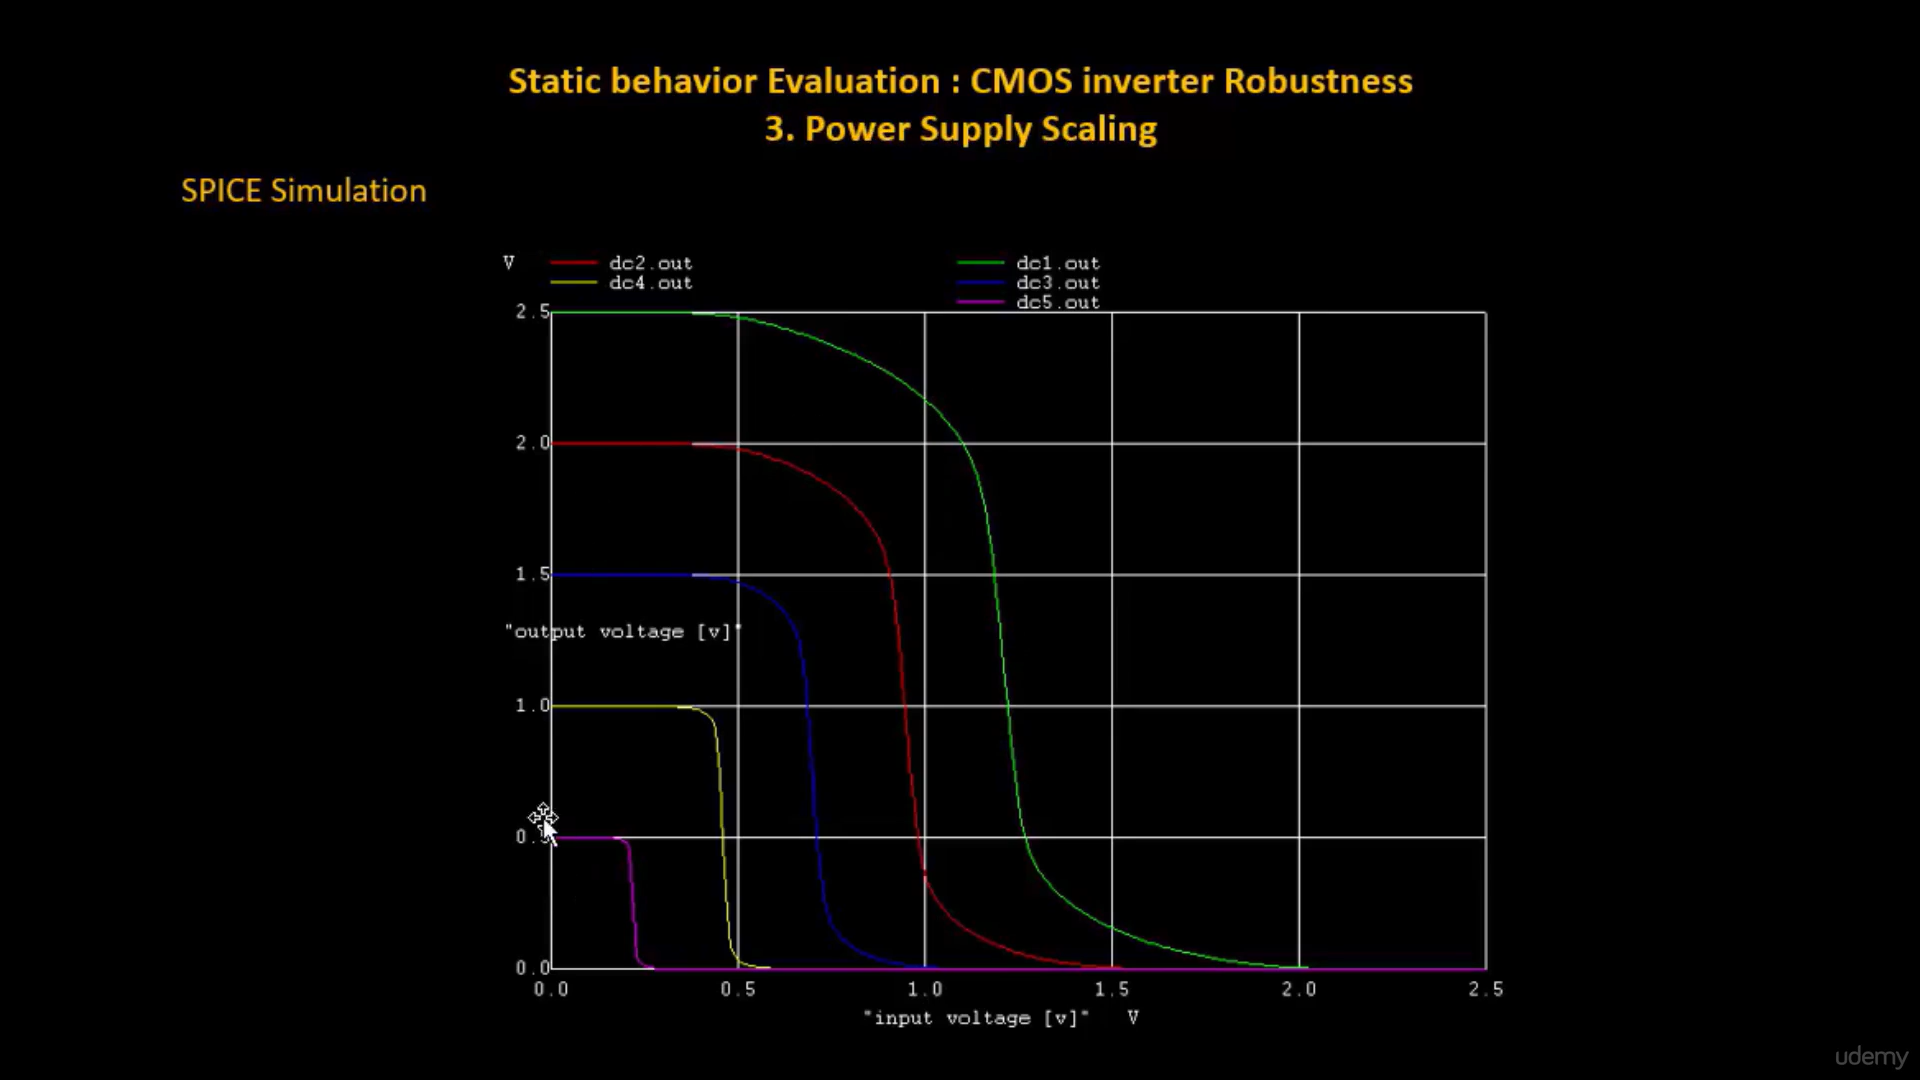 Static behavior Evaluation : CMOS inverter Robustness
3. Power Supply Scaling
SPICE Simulation
V dc2.out dc1.out
dc4.out dc3.out
dc5.out
2.5
2.0
1.5
"output voltage [v]"
1.0
0.5
0.0
0.0 0.5 1.0 1.5 2.0 2.5
"input voltage [v]" V
udemy